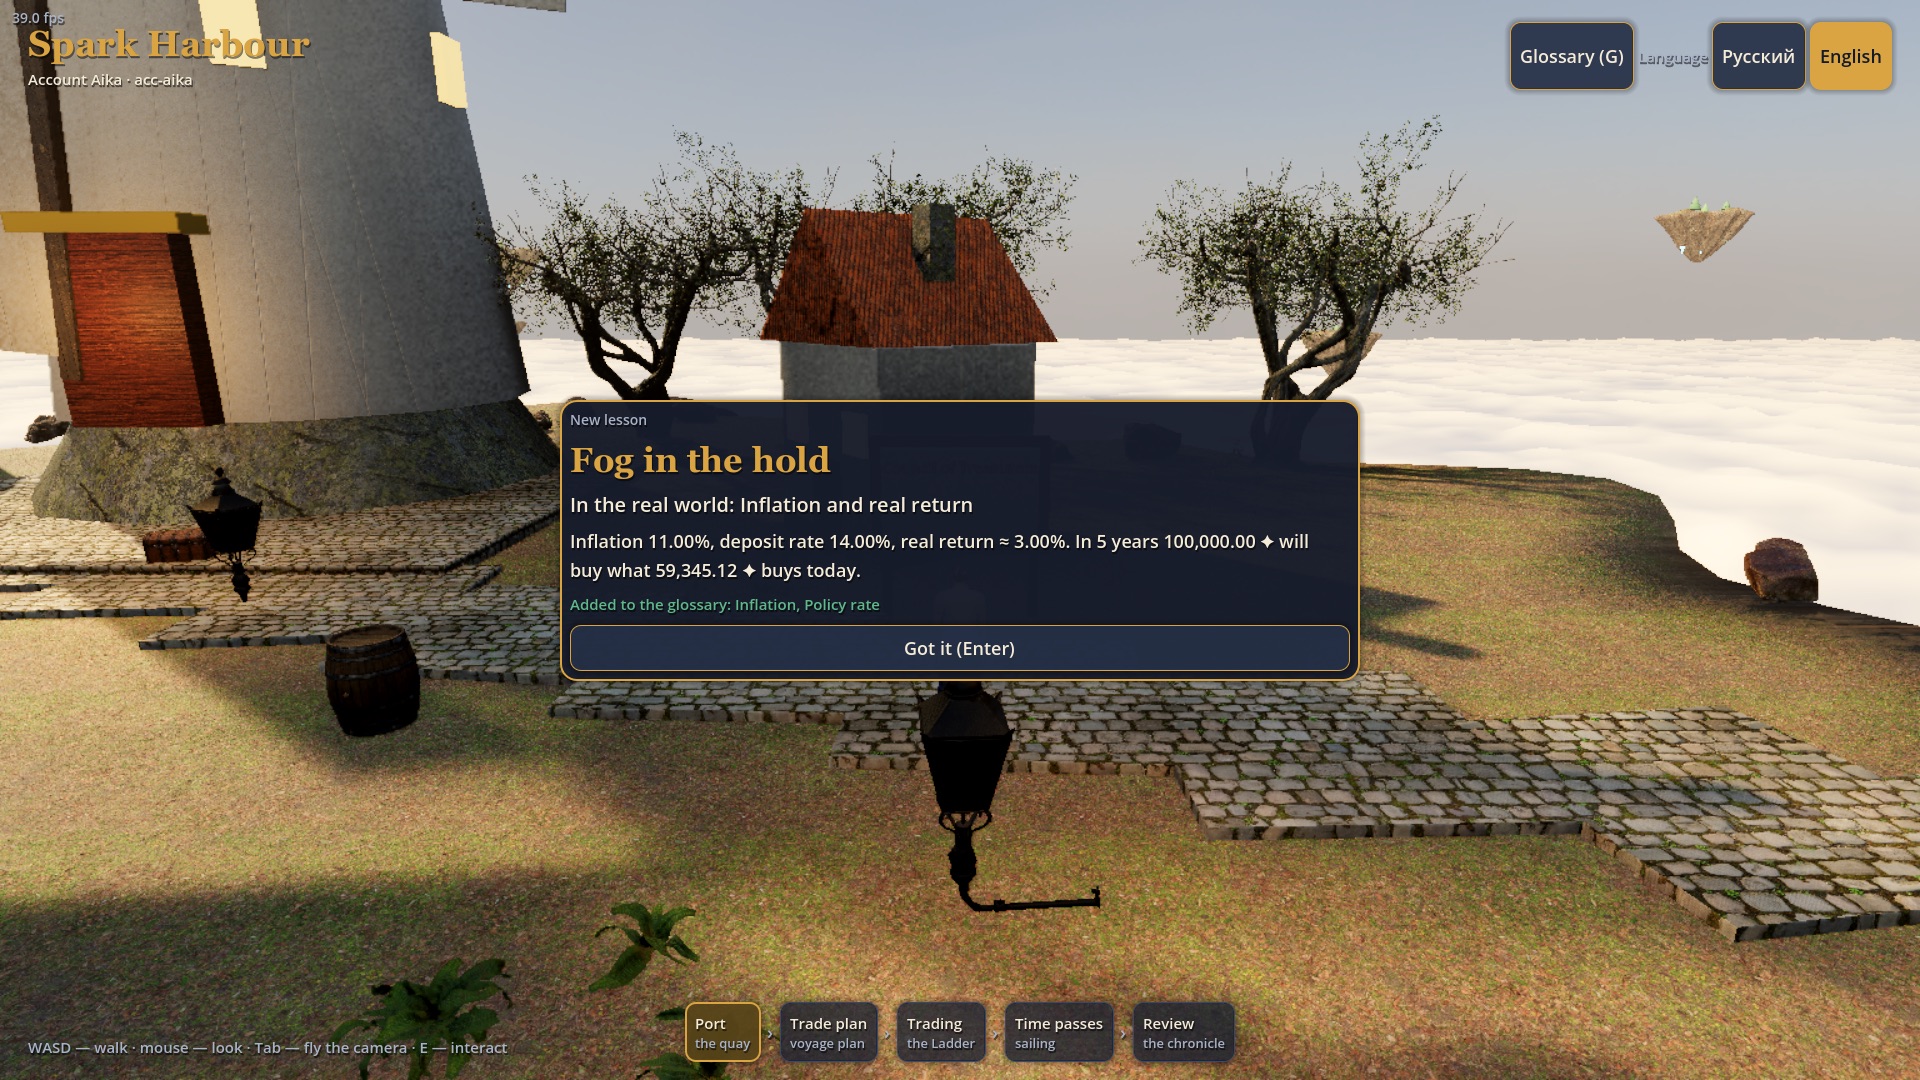 39.0 fps
Spark Harbour
Account Aika · acc-aika
Glossary (G)
Language
Русский
English
New lesson
Fog in the hold
In the real world: Inflation and real return
Inflation 11.00%, deposit rate 14.00%, real return ≈ 3.00%. In 5 years 100,000.00 ✦ will
buy what 59,345.12 ✦ buys today.
Added to the glossary: Inflation, Policy rate
Got it (Enter)
Port
the quay
›
Trade plan
voyage plan
›
Trading
the Ladder
›
Time passes
sailing
›
Review
the chronicle
WASD — walk · mouse — look · Tab — fly the camera · E — interact